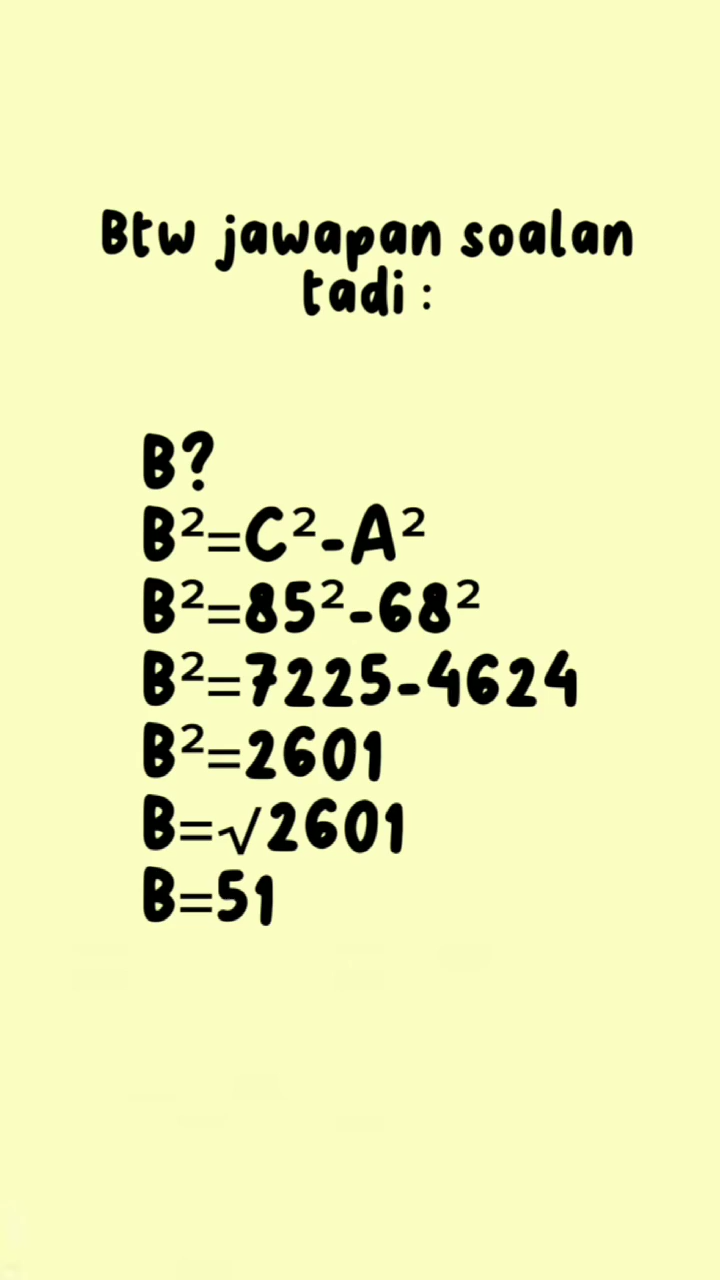 Btw jawapan soalan
tadi :
B?
B²=C²-A²
B²=85²-68²
B²=7225-4624
B²=2601
B=√2601
B=51